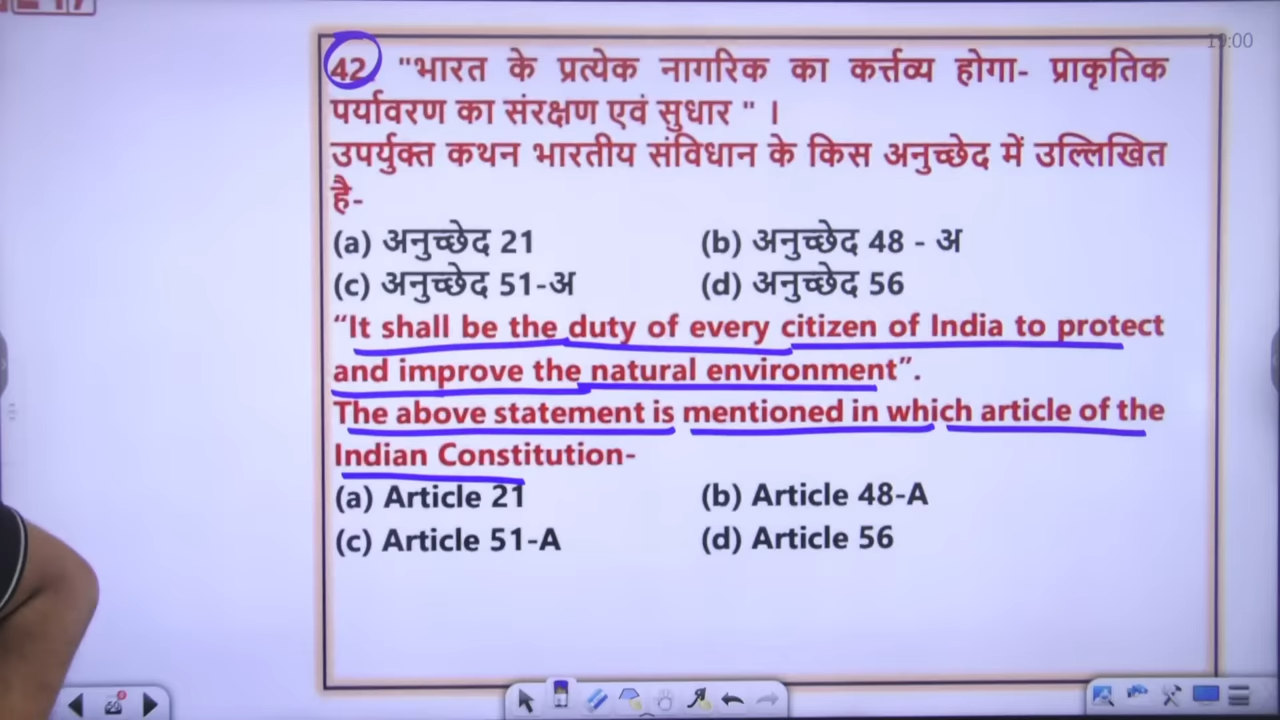 19:00
42 "भारत के प्रत्येक नागरिक का कर्त्तव्य होगा- प्राकृतिक
पर्यावरण का संरक्षण एवं सुधार " ।
उपर्युक्त कथन भारतीय संविधान के किस अनुच्छेद में उल्लिखित
है-
(a) अनुच्छेद 21 (b) अनुच्छेद 48 - अ
(c) अनुच्छेद 51-अ (d) अनुच्छेद 56
“It shall be the duty of every citizen of India to protect
and improve the natural environment”.
The above statement is mentioned in which article of the
Indian Constitution-
(a) Article 21 (b) Article 48-A
(c) Article 51-A (d) Article 56